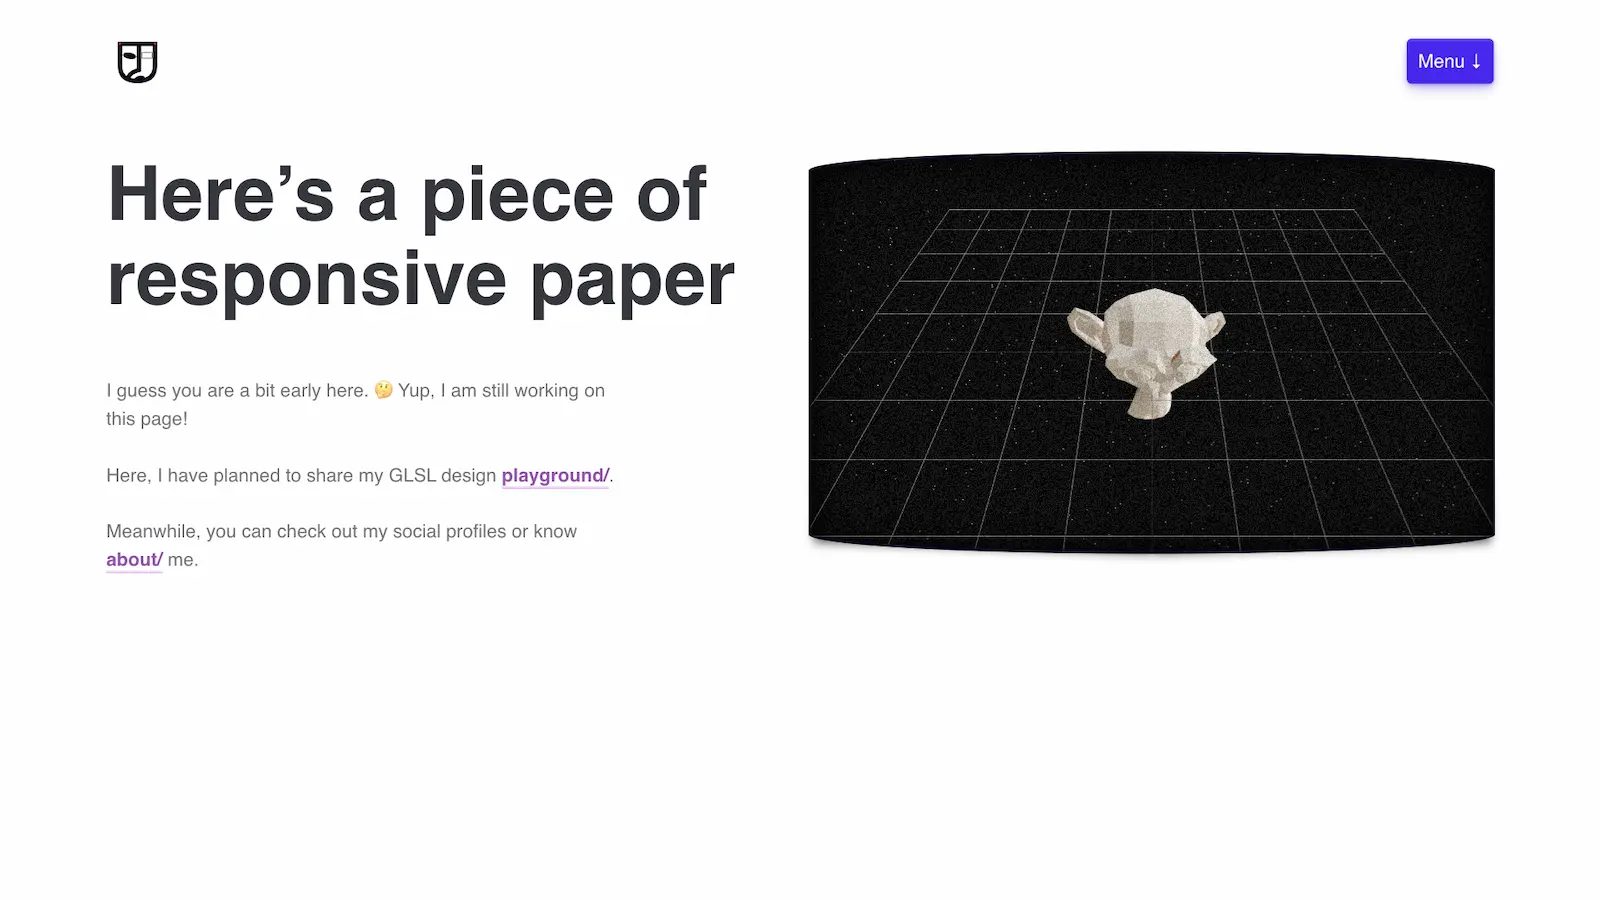 Menu ↓
Here’s a piece of
responsive paper
I guess you are a bit early here. 🤔 Yup, I am still working on
this page!
Here, I have planned to share my GLSL design playground/.
Meanwhile, you can check out my social profiles or know
about/ me.